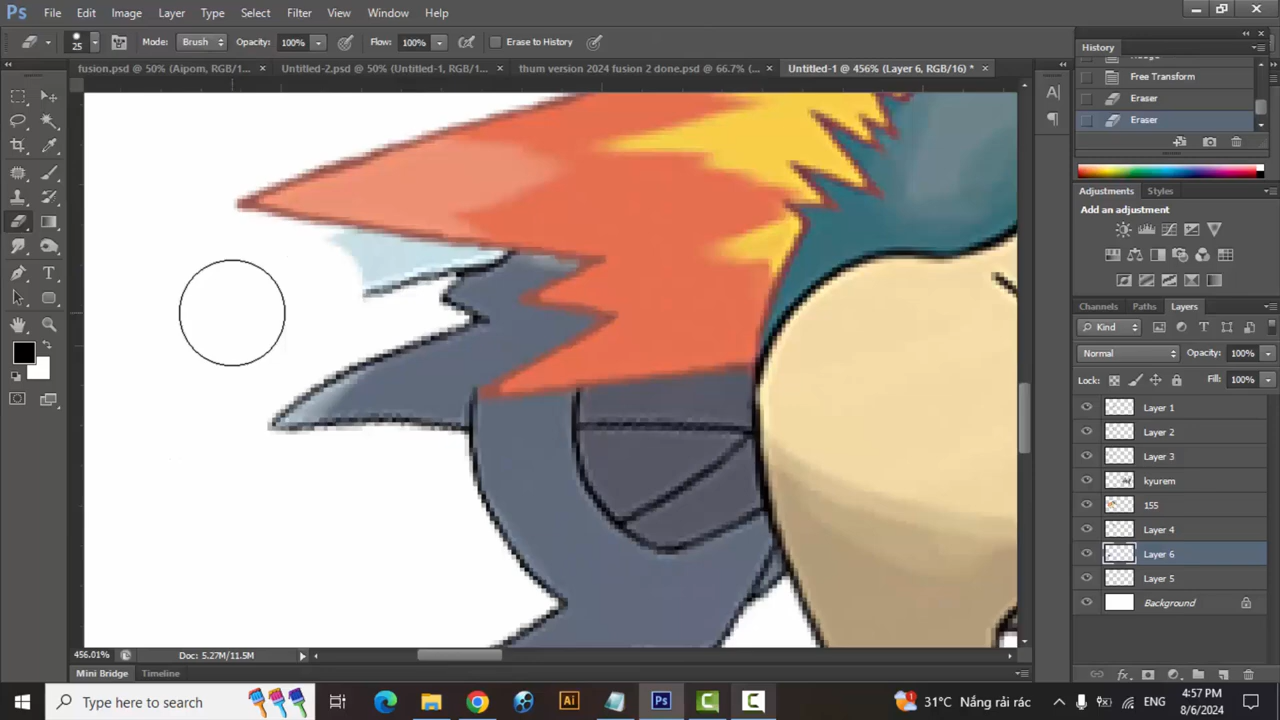 Ps File Edit Image Layer Type Select Filter View Window Help
25 Mode: Brush Opacity: 100% Flow: 100% Erase to History
fusion.psd @ 50% (Aipom, RGB/1... × Untitled-2.psd @ 50% (Untitled-1, RGB/1... × thum version 2024 fusion 2 done.psd @ 66.7% (... × Untitled-1 @ 456% (Layer 6, RGB/16) * ×
History
Free Transform
Eraser
Eraser
Adjustments Styles
Add an adjustment
Channels Paths Layers
Kind
Normal Opacity: 100%
Lock: Fill: 100%
Layer 1
Layer 2
Layer 3
kyurem
155
Layer 4
Layer 6
Layer 5
Background
456.01% Doc: 5.27M/11.5M
Mini Bridge Timeline
Type here to search
31°C Nắng rải rác
ENG
4:57 PM
8/6/2024